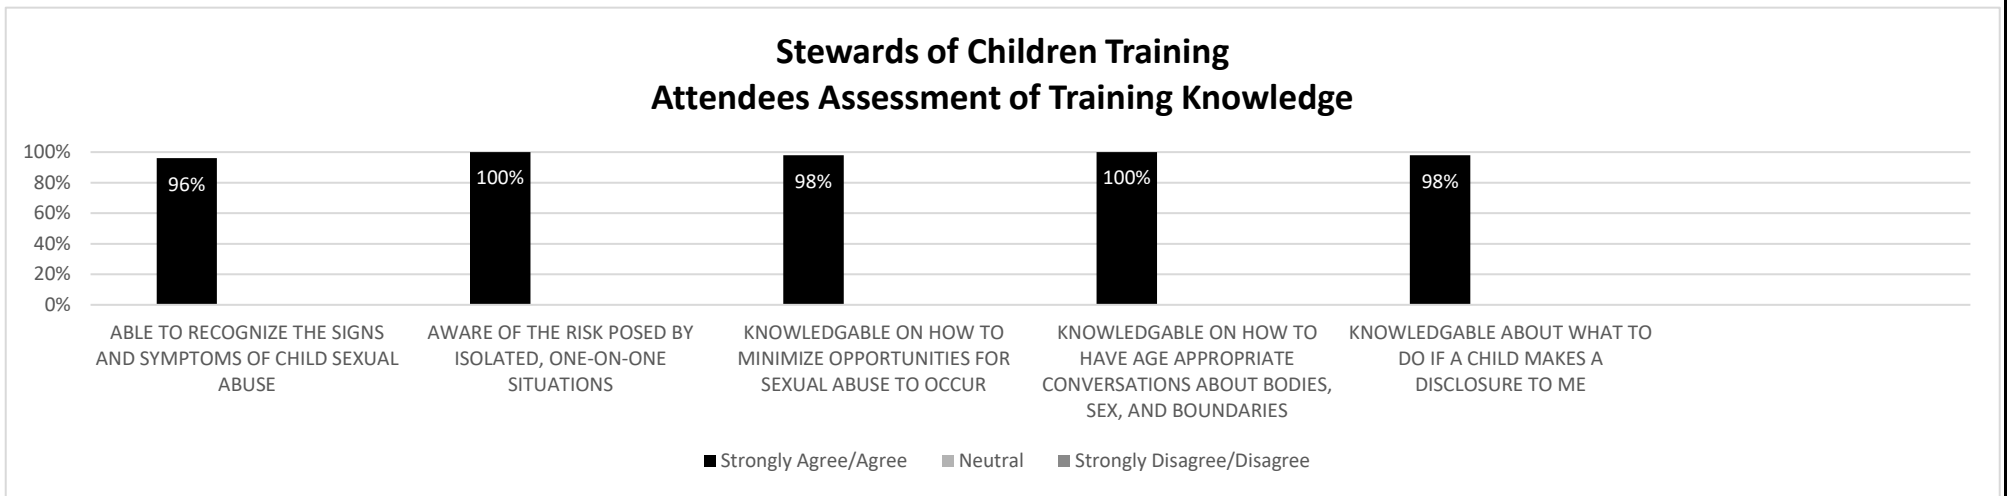 Stewards of Children Training
Attendees Assessment of Training Knowledge
100%
80%
60%
40%
20%
0%
96%
100%
98%
100%
98%
ABLE TO RECOGNIZE THE SIGNS
AND SYMPTOMS OF CHILD SEXUAL
ABUSE
AWARE OF THE RISK POSED BY
ISOLATED, ONE-ON-ONE
SITUATIONS
KNOWLEDGABLE ON HOW TO
MINIMIZE OPPORTUNITIES FOR
SEXUAL ABUSE TO OCCUR
KNOWLEDGABLE ON HOW TO
HAVE AGE APPROPRIATE
CONVERSATIONS ABOUT BODIES,
SEX, AND BOUNDARIES
KNOWLEDGABLE ABOUT WHAT TO
DO IF A CHILD MAKES A
DISCLOSURE TO ME
Strongly Agree/Agree
Neutral
Strongly Disagree/Disagree